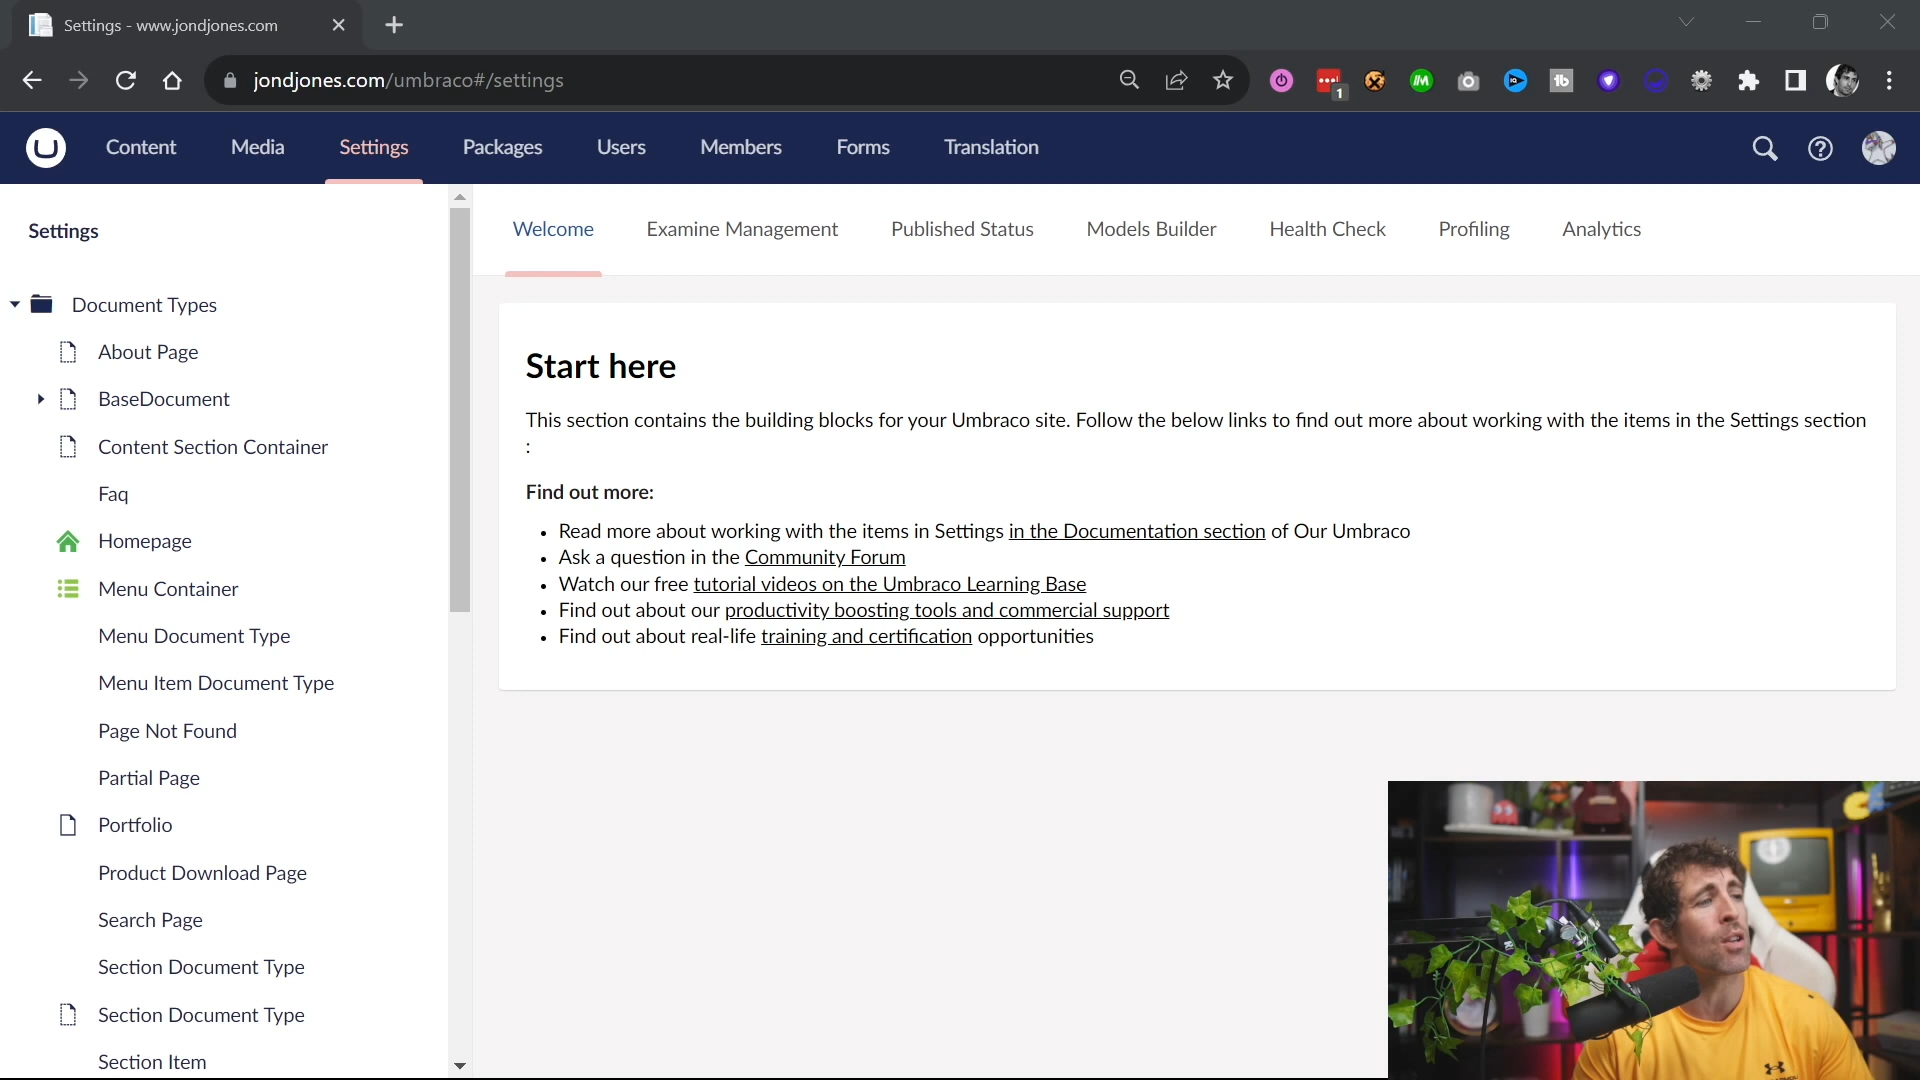 Settings - www.jondjones.com
jondjones.com/umbraco#/settings
1
Content Media Settings Packages Users Members Forms Translation
Settings
Welcome Examine Management Published Status Models Builder Health Check Profiling Analytics
Document Types
About Page
BaseDocument
Content Section Container
Faq
Homepage
Menu Container
Menu Document Type
Menu Item Document Type
Page Not Found
Partial Page
Portfolio
Product Download Page
Search Page
Section Document Type
Section Document Type
Section Item
Start here
This section contains the building blocks for your Umbraco site. Follow the below links to find out more about working with the items in the Settings section
:
Find out more:
• Read more about working with the items in Settings in the Documentation section of Our Umbraco
• Ask a question in the Community Forum
• Watch our free tutorial videos on the Umbraco Learning Base
• Find out about our productivity boosting tools and commercial support
• Find out about real-life training and certification opportunities